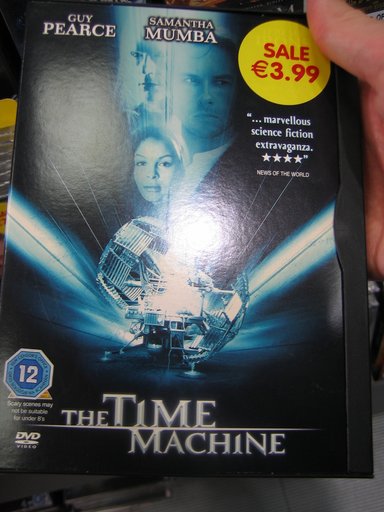 GUY
PEARCE
SAMANTHA
MUMBA
SALE
€3.99
"... marvellous
science fiction
extravaganza.
★★★★"
NEWS OF THE WORLD
12
Scary scenes may
not be suitable
for under 8's
THE TIME
MACHINE
DVD
VIDEO